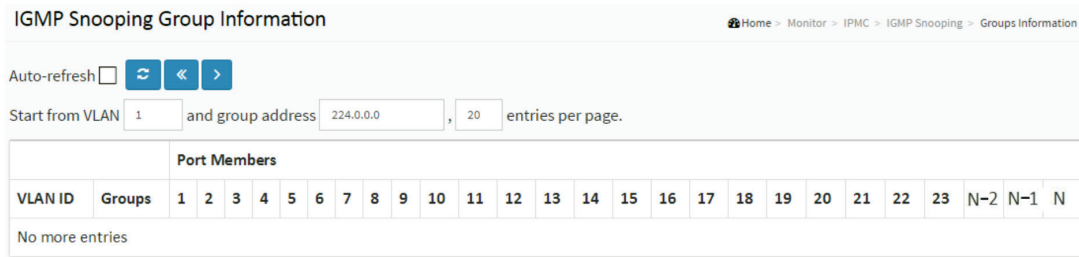 IGMP Snooping Group Information
Home > Monitor > IPMC > IGMP Snooping > Groups Information
Auto-refresh
Start from VLAN 1 and group address 224.0.0.0 , 20 entries per page.
Port Members
VLAN ID Groups 1 2 3 4 5 6 7 8 9 10 11 12 13 14 15 16 17 18 19 20 21 22 23 N-2 N-1 N
No more entries